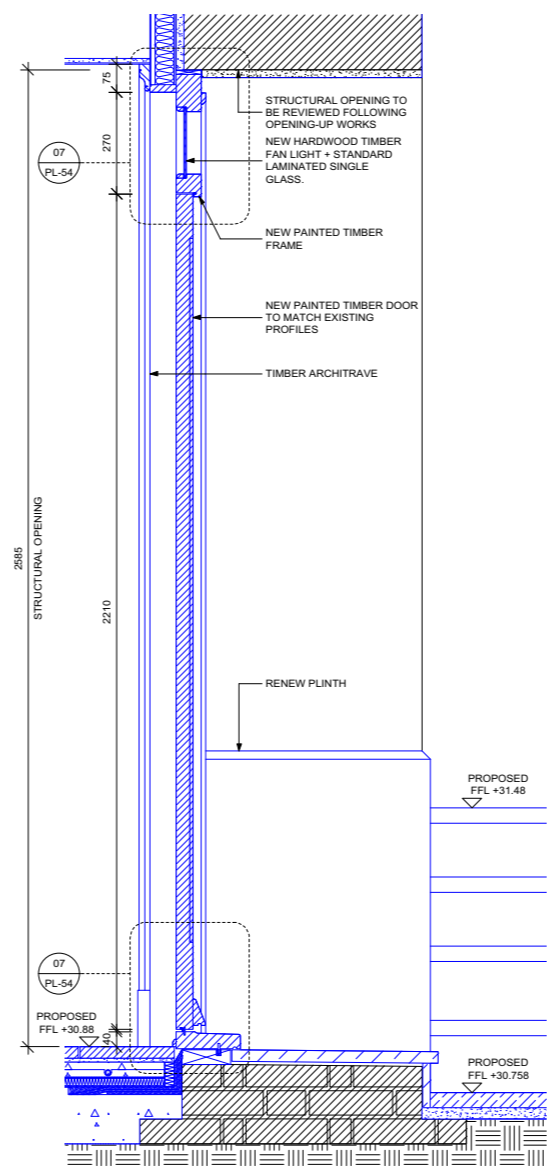 75
STRUCTURAL OPENING TO
BE REVIEWED FOLLOWING
OPENING-UP WORKS
NEW HARDWOOD TIMBER
FAN LIGHT + STANDARD
LAMINATED SINGLE
GLASS.
270
07
PL-54
NEW PAINTED TIMBER
FRAME
NEW PAINTED TIMBER DOOR
TO MATCH EXISTING
PROFILES
TIMBER ARCHITRAVE
2585
STRUCTURAL OPENING
2210
RENEW PLINTH
PROPOSED
FFL +31.48
07
PL-54
PROPOSED
FFL +30.88
40
PROPOSED
FFL +30.758